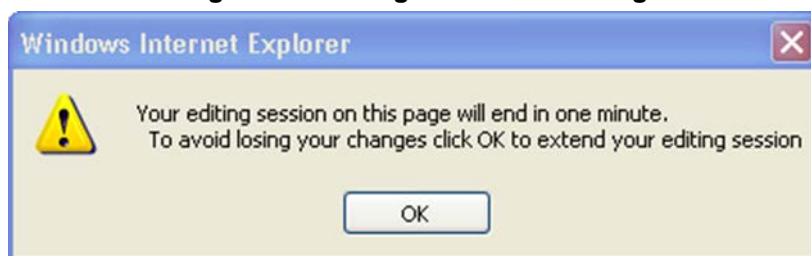 Windows Internet Explorer
Your editing session on this page will end in one minute.
To avoid losing your changes click OK to extend your editing session
OK